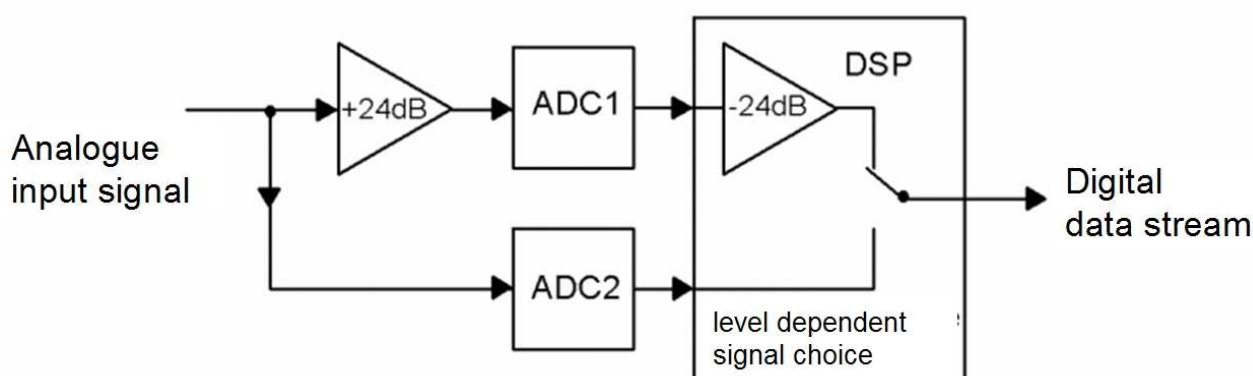 DSP
+24dB
ADC1
-24dB
Analogue
input signal
Digital
data stream
ADC2
level dependent
signal choice